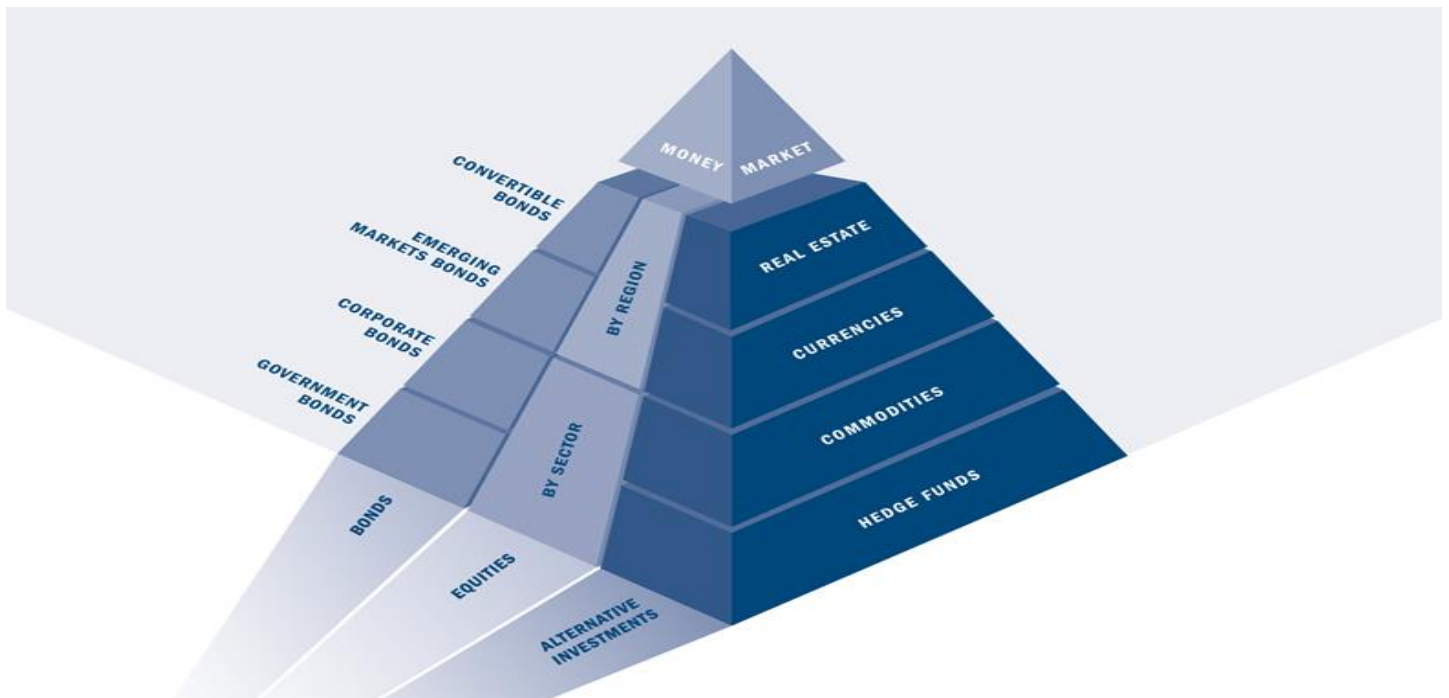 MONEY MARKET
CONVERTIBLE
BONDS
EMERGING
MARKETS BONDS
CORPORATE
BONDS
GOVERNMENT
BONDS
BY REGION
BY SECTOR
REAL ESTATE
CURRENCIES
COMMODITIES
HEDGE FUNDS
BONDS
EQUITIES
ALTERNATIVE
INVESTMENTS